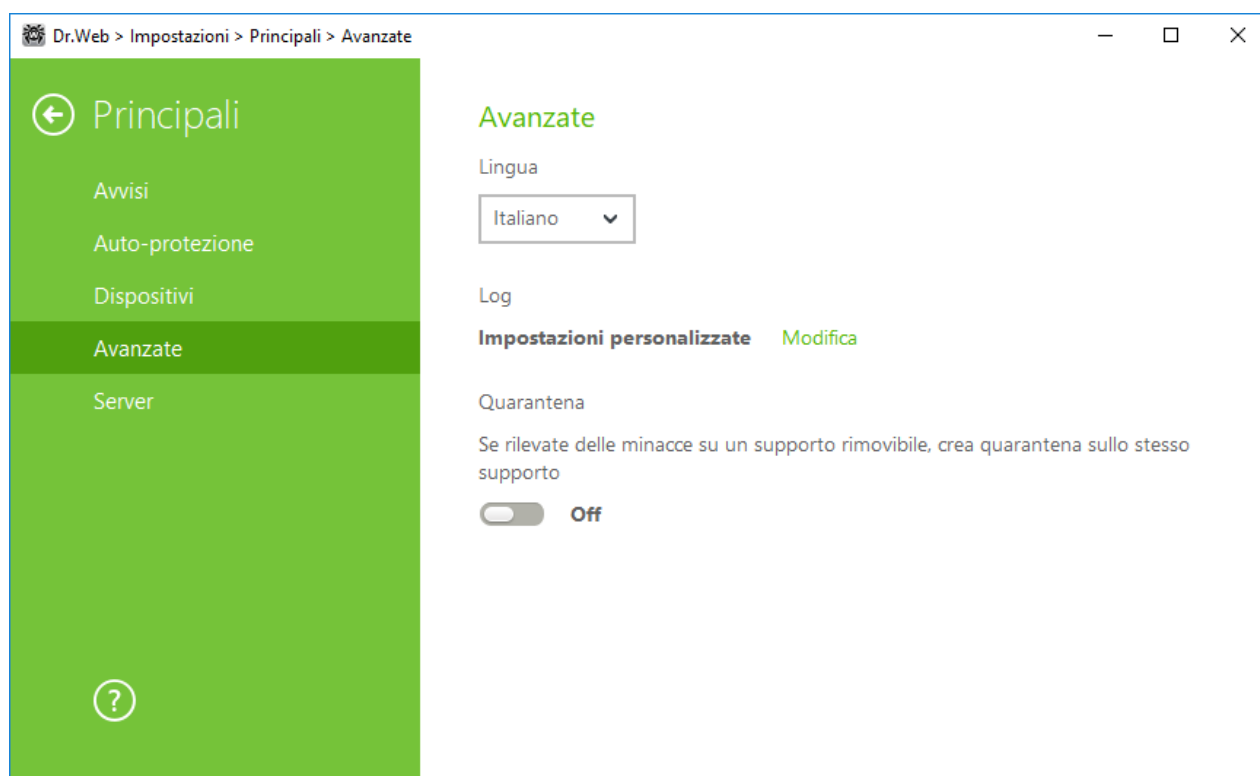 Dr.Web > Impostazioni > Principali > Avanzate
Principali
Avvisi
Auto-protezione
Dispositivi
Avanzate
Server
?
Avanzate
Lingua
Italiano
Log
Impostazioni personalizzate Modifica
Quarantena
Se rilevate delle minacce su un supporto rimovibile, crea quarantena sullo stesso
supporto
Off